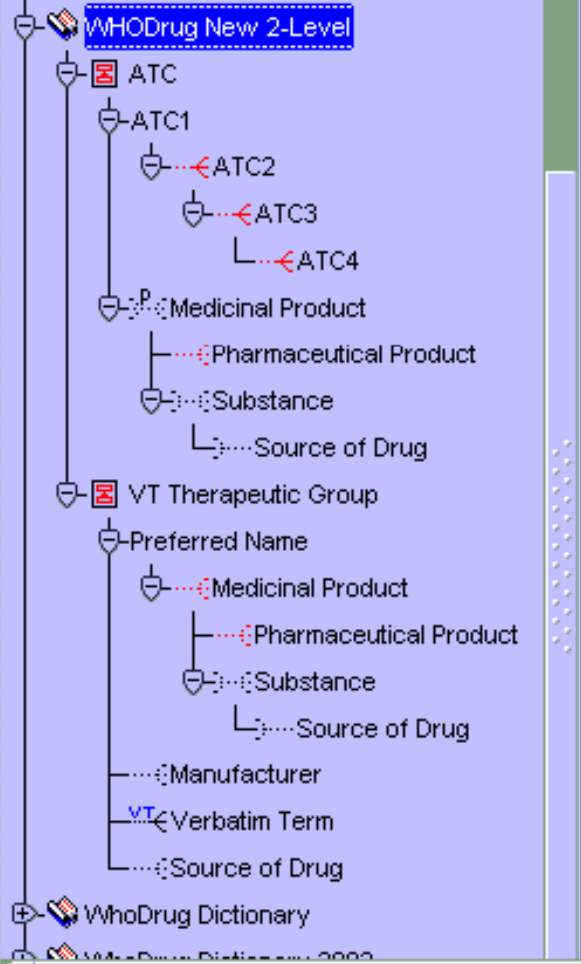 WHODrug New 2-Level
ATC
ATC1
ATC2
ATC3
ATC4
P
Medicinal Product
Pharmaceutical Product
Substance
Source of Drug
VT Therapeutic Group
Preferred Name
Medicinal Product
Pharmaceutical Product
Substance
Source of Drug
Manufacturer
VT Verbatim Term
Source of Drug
WhoDrug Dictionary
WhoDrug Dictionary